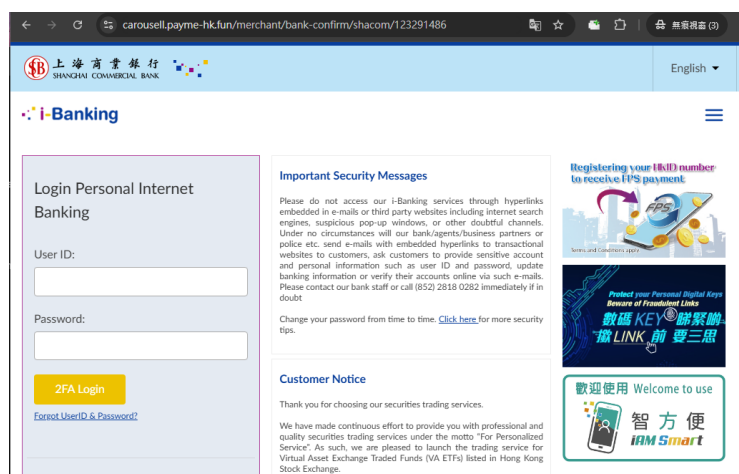 carousell.payme-hk.fun/merchant/bank-confirm/shacom/123291486
無痕視窗 (3)
上海商業銀行
SHANGHAI COMMERCIAL BANK
English
i-Banking
Login Personal Internet
Banking
User ID:
Password:
2FA Login
Forgot UserID & Password?
Important Security Messages
Please do not access our i-Banking services through hyperlinks
embedded in e-mails or third party websites including internet search
engines, suspicious pop-up windows, or other doubtful channels.
Under no circumstances will our bank/agents/business partners or
police etc. send e-mails with embedded hyperlinks to transactional
websites to customers, ask customers to provide sensitive account
and personal information such as user ID and password, update
banking information or verify their accounts online via such e-mails.
Please contact our bank staff or call (852) 2818 0282 immediately if in
doubt
Change your password from time to time. Click here for more security
tips.
Customer Notice
Thank you for choosing our securities trading services.
We have made continuous effort to provide you with professional and
quality securities trading services under the motto "For Personalized
Service". As such, we are pleased to launch the trading service for
Virtual Asset Exchange Traded Funds (VA ETFs) listed in Hong Kong
Stock Exchange.
Registering your HKID number
to receive FPS payment
FPS
Terms and Conditions apply
Protect your Personal Digital Keys
Beware of Fraudulent Links
數碼 KEY 睇緊啲
撳 LINK 前 要三思
歡迎使用 Welcome to use
智方便
iAM Smart